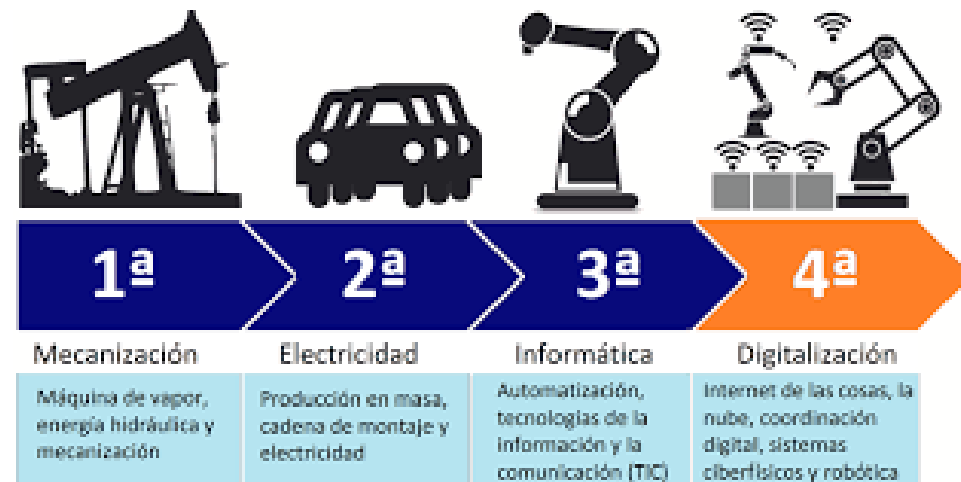 1ª
2ª
3ª
4ª
Mecanización
Electricidad
Informática
Digitalización
Máquina de vapor,
energía hidráulica y
mecanización
Producción en masa,
cadena de montaje y
electricidad
Automatización,
tecnologías de la
información y la
comunicación (TIC)
Internet de las cosas, la
nube, coordinación
digital, sistemas
ciberfísicos y robótica